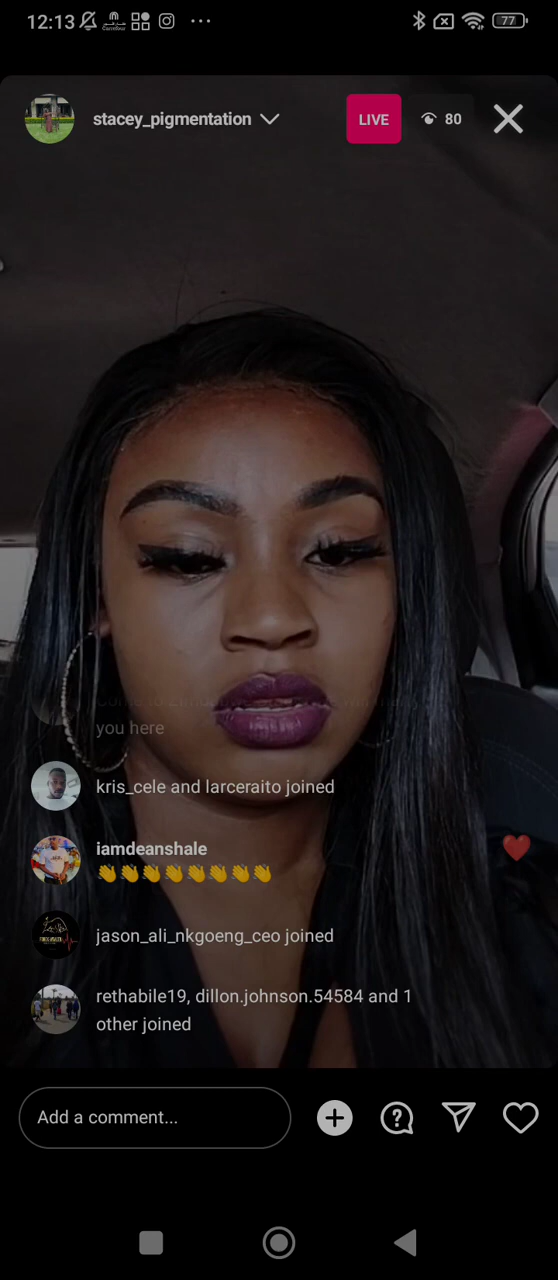 12:13
77
stacey_pigmentation
LIVE
80
you here
kris_cele and larceraito joined
iamdeanshale
👏👏👏👏👏👏👏👏
jason_ali_nkgoeng_ceo joined
rethabile19, dillon.johnson.54584 and 1
other joined
Add a comment...